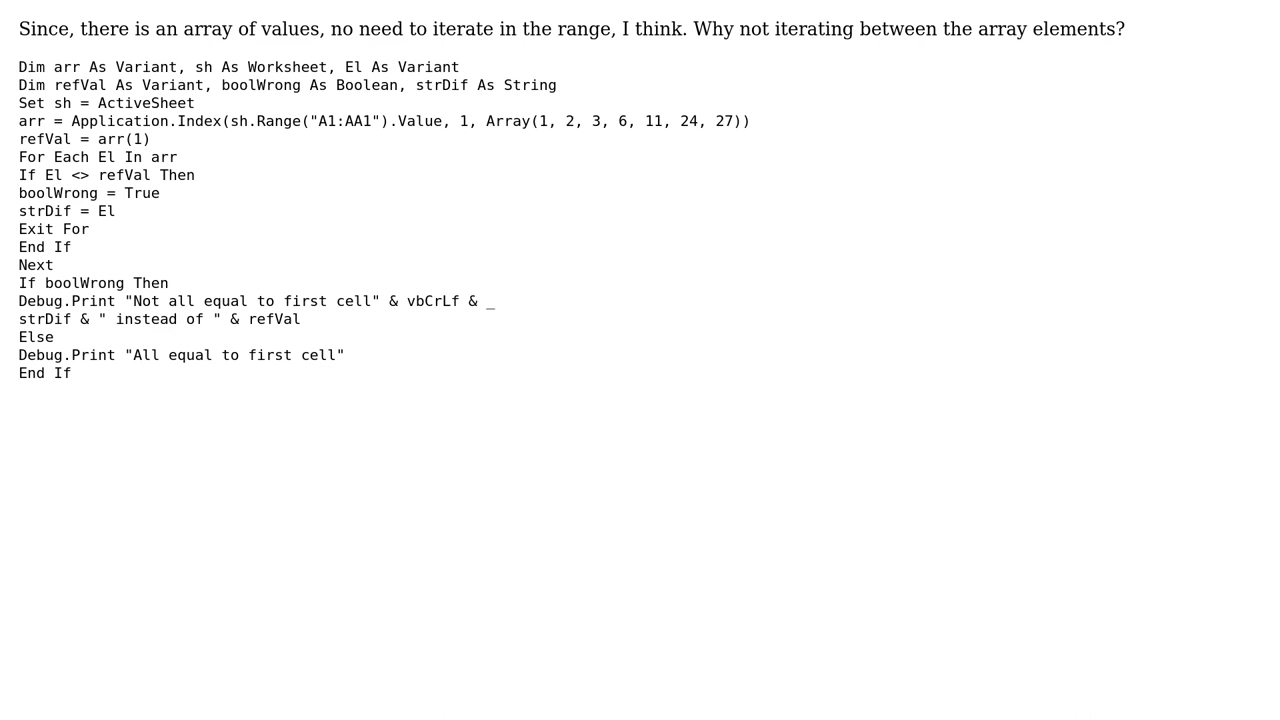 Since, there is an array of values, no need to iterate in the range, I think. Why not iterating between the array elements?
Dim arr As Variant, sh As Worksheet, El As Variant
Dim refVal As Variant, boolWrong As Boolean, strDif As String
Set sh = ActiveSheet
arr = Application.Index(sh.Range("A1:AA1").Value, 1, Array(1, 2, 3, 6, 11, 24, 27))
refVal = arr(1)
For Each El In arr
If El <> refVal Then
boolWrong = True
strDif = El
Exit For
End If
Next
If boolWrong Then
Debug.Print "Not all equal to first cell" & vbCrLf & _
strDif & " instead of " & refVal
Else
Debug.Print "All equal to first cell"
End If